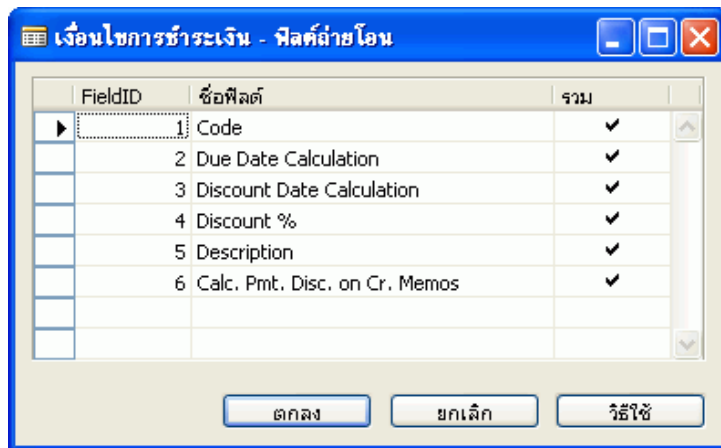 เงื่อนไขการชำระเงิน - ฟิลด์ถ่ายโอน
FieldID ชื่อฟิลด์ รวม
1 Code ✔
2 Due Date Calculation ✔
3 Discount Date Calculation ✔
4 Discount % ✔
5 Description ✔
6 Calc. Pmt. Disc. on Cr. Memos ✔
ตกลง ยกเลิก วิธีใช้